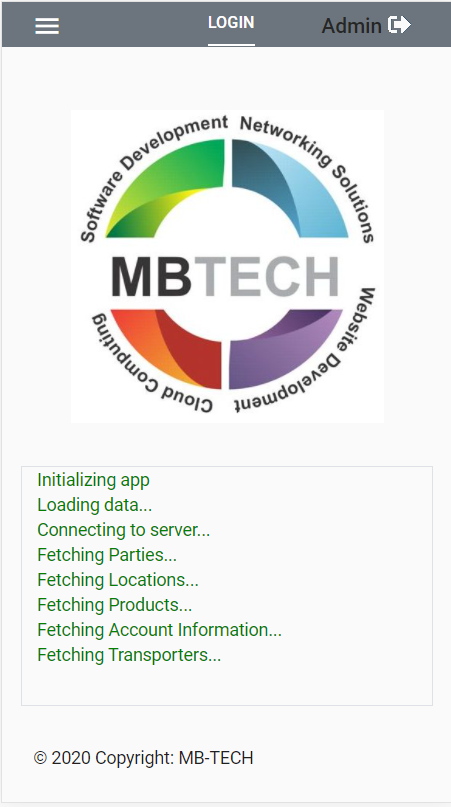 LOGIN
Admin
Software Development
Networking Solutions
MBTECH
Cloud Computing
Website Development
Initializing app
Loading data...
Connecting to server...
Fetching Parties...
Fetching Locations...
Fetching Products...
Fetching Account Information...
Fetching Transporters...
© 2020 Copyright: MB-TECH